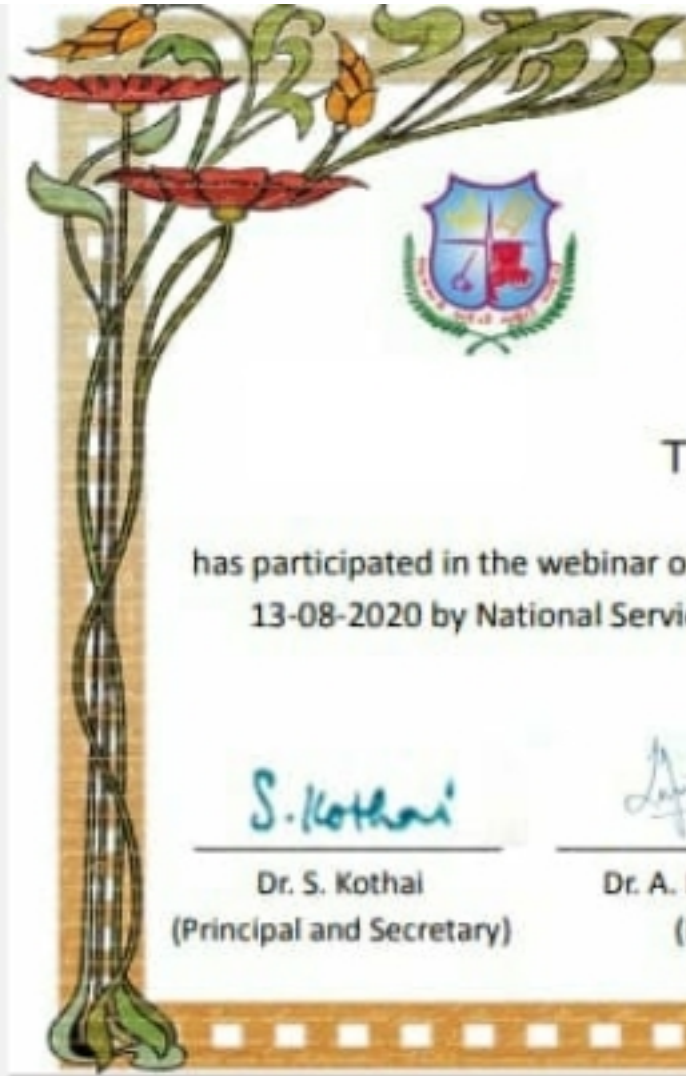 T
has participated in the webinar o
13-08-2020 by National Servi
S. Kothai
Dr. S. Kothai
Dr. A.
(Principal and Secretary)
(